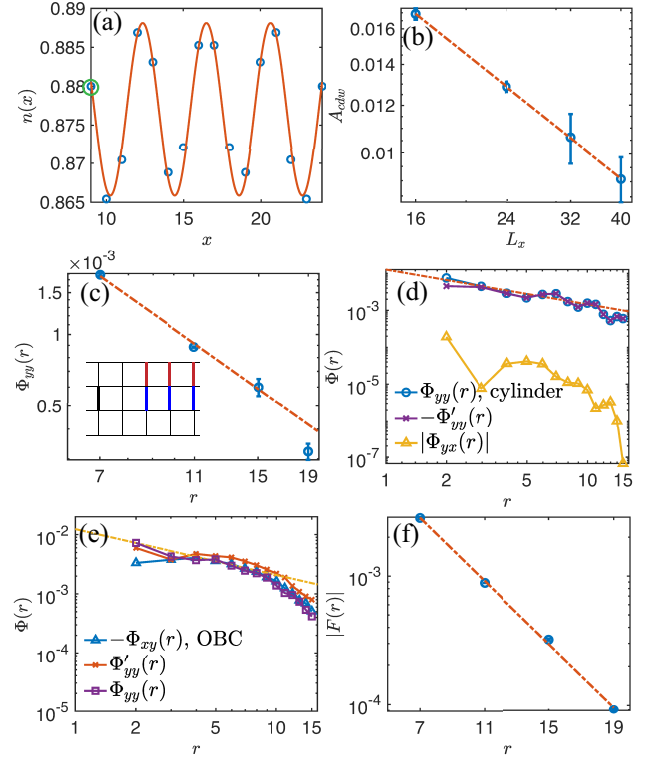 (a)
n(x)
0.89
0.885
0.88
0.875
0.87
0.865
10
15
20
x
(b)
A_cdw
0.016
0.014
0.012
0.01
16
24
32
40
L_x
(c)
×10^-3
Φ_yy(r)
1.5
1
0.5
7
11
15
19
r
(d)
Φ(r)
10^-3
10^-5
10^-7
Φ_yy(r), cylinder
−Φ′_yy(r)
|Φ_yx(r)|
1
2
5
10
15
r
(e)
Φ(r)
10^-2
10^-3
10^-4
10^-5
−Φ_xy(r), OBC
Φ′_yy(r)
Φ_yy(r)
1
2
5
10
15
r
(f)
|F(r)|
10^-3
10^-4
7
11
15
19
r